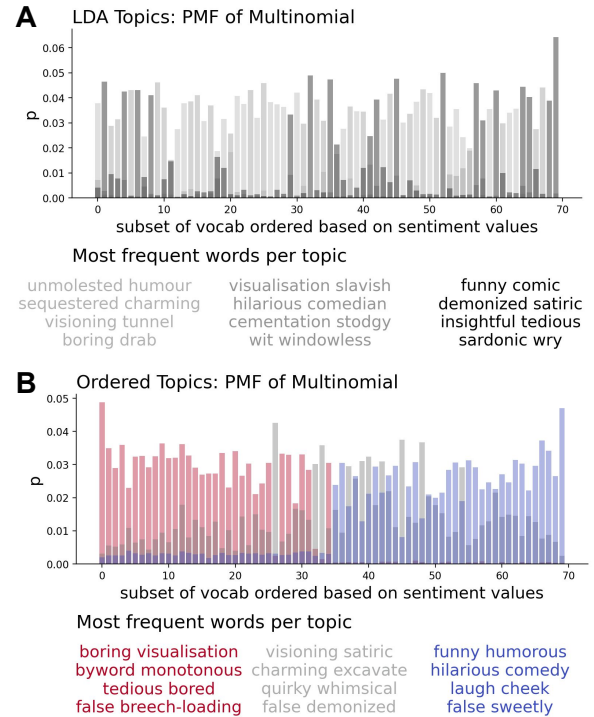 A
LDA Topics: PMF of Multinomial
0.06
0.05
0.04
0.03
0.02
0.01
0.00
p
0 10 20 30 40 50 60 70
subset of vocab ordered based on sentiment values
Most frequent words per topic
unmolested humour
sequestered charming
visioning tunnel
boring drab
visualisation slavish
hilarious comedian
cementation stodgy
wit windowless
funny comic
demonized satiric
insightful tedious
sardonic wry
B
Ordered Topics: PMF of Multinomial
0.05
0.04
0.03
0.02
0.01
0.00
p
0 10 20 30 40 50 60 70
subset of vocab ordered based on sentiment values
Most frequent words per topic
boring visualisation
byword monotonous
tedious bored
false breech-loading
visioning satiric
charming excavate
quirky whimsical
false demonized
funny humorous
hilarious comedy
laugh cheek
false sweetly